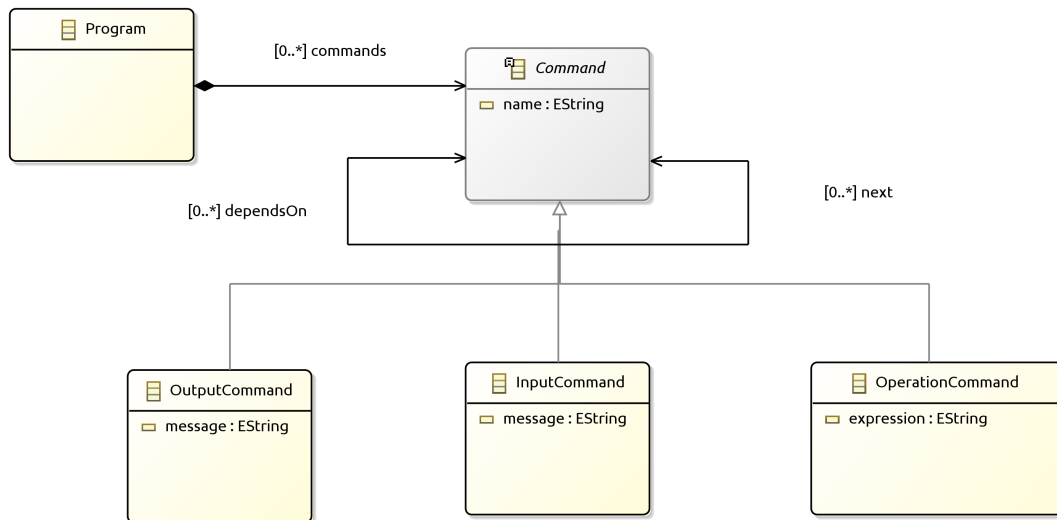 Program
[0..*] commands
Command
name : EString
[0..*] dependsOn
[0..*] next
OutputCommand
message : EString
InputCommand
message : EString
OperationCommand
expression : EString